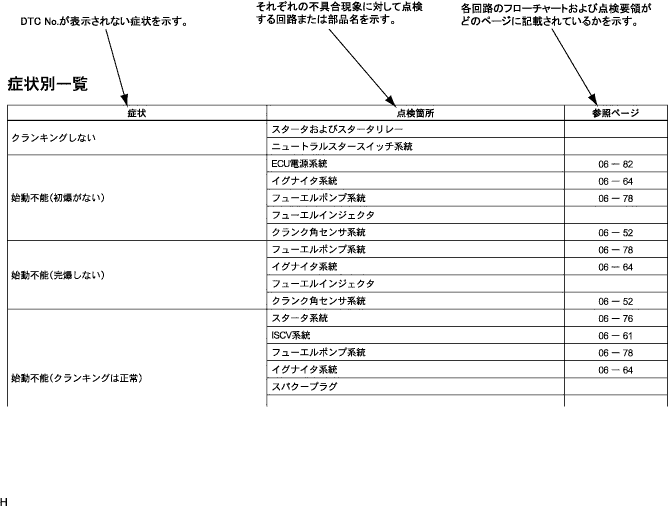 DTC No.が表示されない症状を示す。
それぞれの不具合現象に対して点検
する回路または部品名を示す。
各回路のフローチャートおよび点検要領が
どのページに記載されているかを示す。
症状別一覧
症状 点検箇所 参照ページ
クランキングしない
スタータおよびスタータリレー
ニュートラルスタースイッチ系統
始動不能(初爆がない)
ECU電源系統 06－82
イグナイタ系統 06－64
フューエルポンプ系統 06－78
フューエルインジェクタ
クランク角センサ系統 06－52
始動不能(完爆しない)
フューエルポンプ系統 06－78
イグナイタ系統 06－64
フューエルインジェクタ
クランク角センサ系統 06－52
始動不能(クランキングは正常)
スタータ系統 06－76
ISCV系統 06－61
フューエルポンプ系統 06－78
イグナイタ系統 06－64
スパークープラグ
H